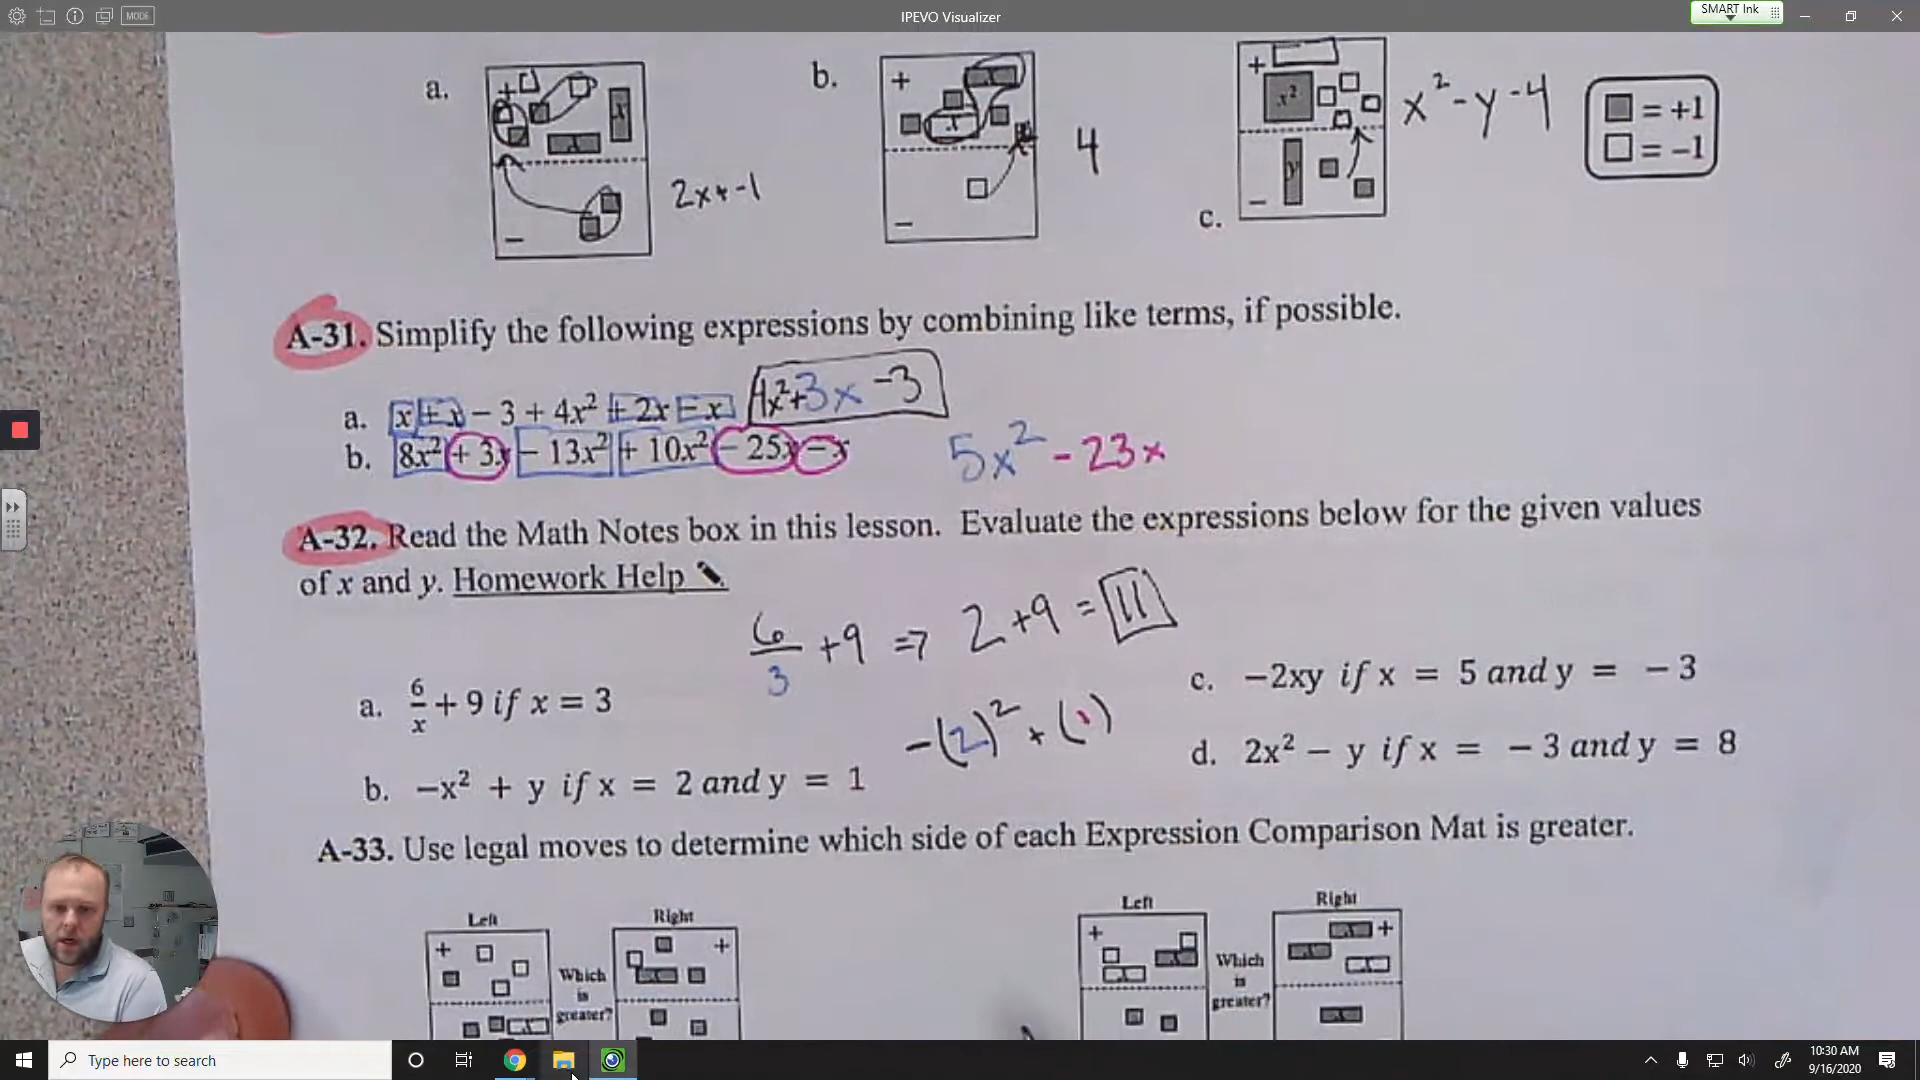 MODE
IPEVO Visualizer
SMART Ink
a.
+
x
x
−
2x+-1
b.
+
x
−
4
c.
+
x²
y
−
x²-y-4
= +1
= −1
A-31. Simplify the following expressions by combining like terms, if possible.
a. x + x − 3 + 4x² + 2x − x
4x²+3x -3
b. 8x² + 3x − 13x² + 10x² − 25x − x
5x² - 23x
A-32. Read the Math Notes box in this lesson. Evaluate the expressions below for the given values
of x and y. Homework Help
6/3 +9 => 2+9 = 11
a. 6/x + 9 if x = 3
-(2)² + (1)
b. −x² + y if x = 2 and y = 1
c. −2xy if x = 5 and y = − 3
d. 2x² − y if x = − 3 and y = 8
A-33. Use legal moves to determine which side of each Expression Comparison Mat is greater.
Left
Right
+
+
Which
is
greater?
Left
Right
+
+
Which
is
greater?
Type here to search
10:30 AM
9/16/2020